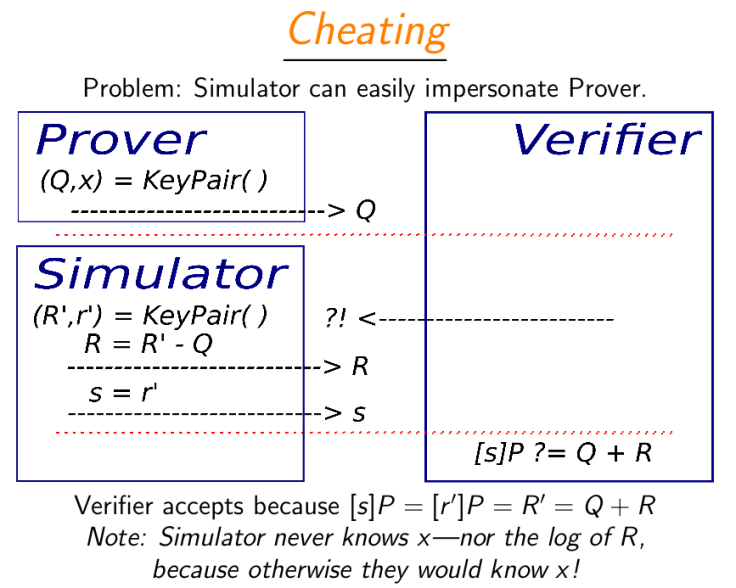 Cheating
Problem: Simulator can easily impersonate Prover.
Prover
Verifier
(Q,x) = KeyPair( )
---------------------------> Q
Simulator
(R',r') = KeyPair( )
?! <-------------------------
R = R' - Q
---------------------------> R
s = r'
---------------------------> s
[s]P ?= Q + R
Verifier accepts because [s]P = [r′]P = R′ = Q + R
Note: Simulator never knows x—nor the log of R,
because otherwise they would know x!